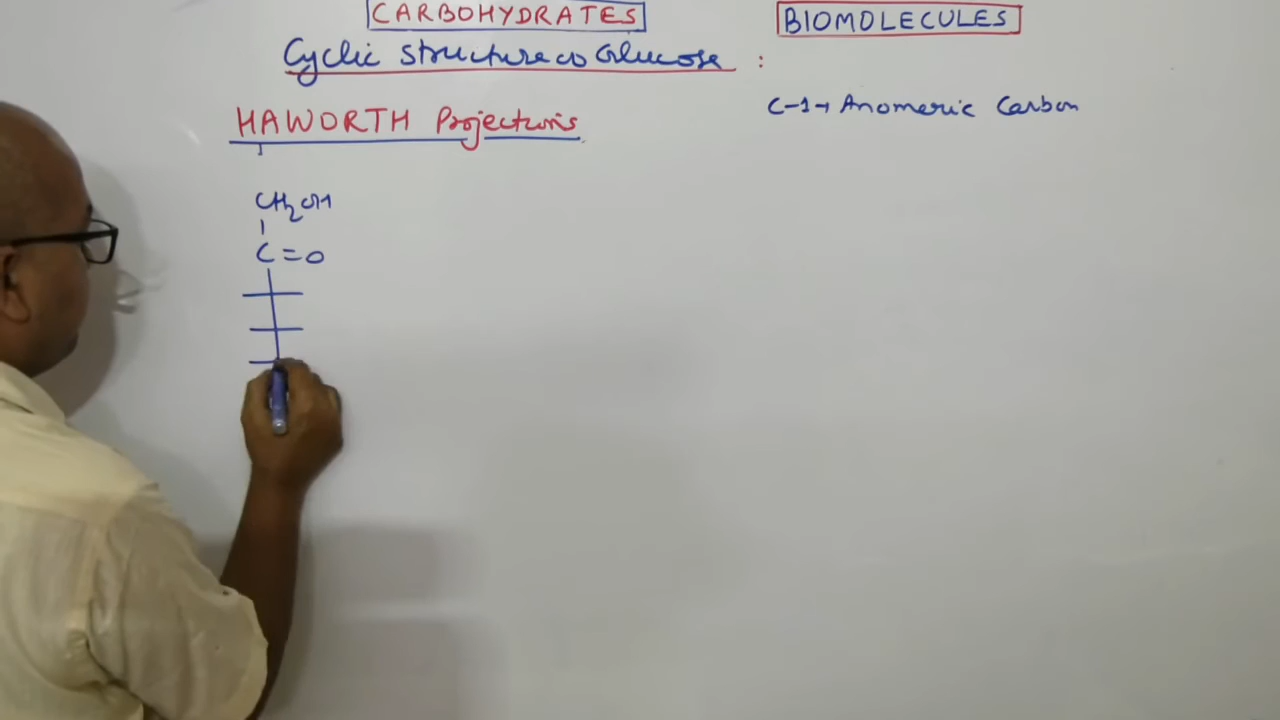 CARBOHYDRATES
BIOMOLECULES
Cyclic structure of Glucose :
HAWORTH Projections
C-1 → Anomeric Carbon
CH₂OH
C=O